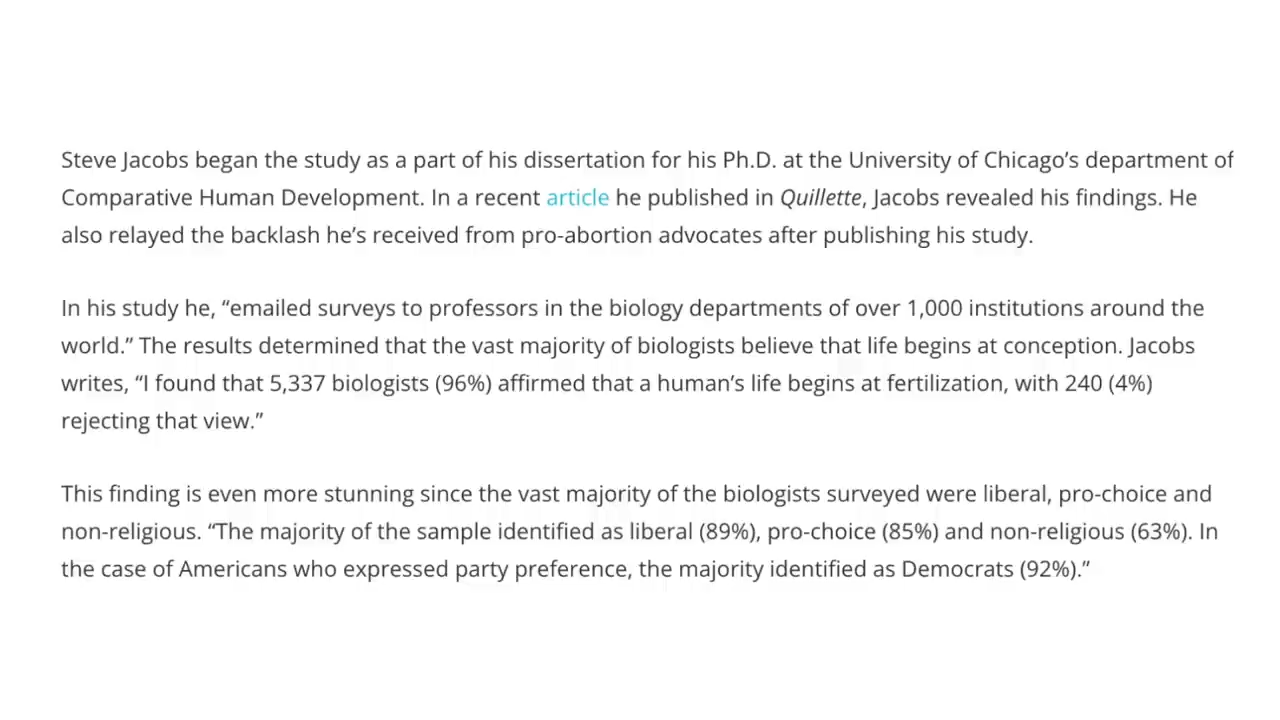 Steve Jacobs began the study as a part of his dissertation for his Ph.D. at the University of Chicago’s department of
Comparative Human Development. In a recent article he published in Quillette, Jacobs revealed his findings. He
also relayed the backlash he’s received from pro-abortion advocates after publishing his study.
In his study he, “emailed surveys to professors in the biology departments of over 1,000 institutions around the
world.” The results determined that the vast majority of biologists believe that life begins at conception. Jacobs
writes, “I found that 5,337 biologists (96%) affirmed that a human’s life begins at fertilization, with 240 (4%)
rejecting that view.”
This finding is even more stunning since the vast majority of the biologists surveyed were liberal, pro-choice and
non-religious. “The majority of the sample identified as liberal (89%), pro-choice (85%) and non-religious (63%). In
the case of Americans who expressed party preference, the majority identified as Democrats (92%).”